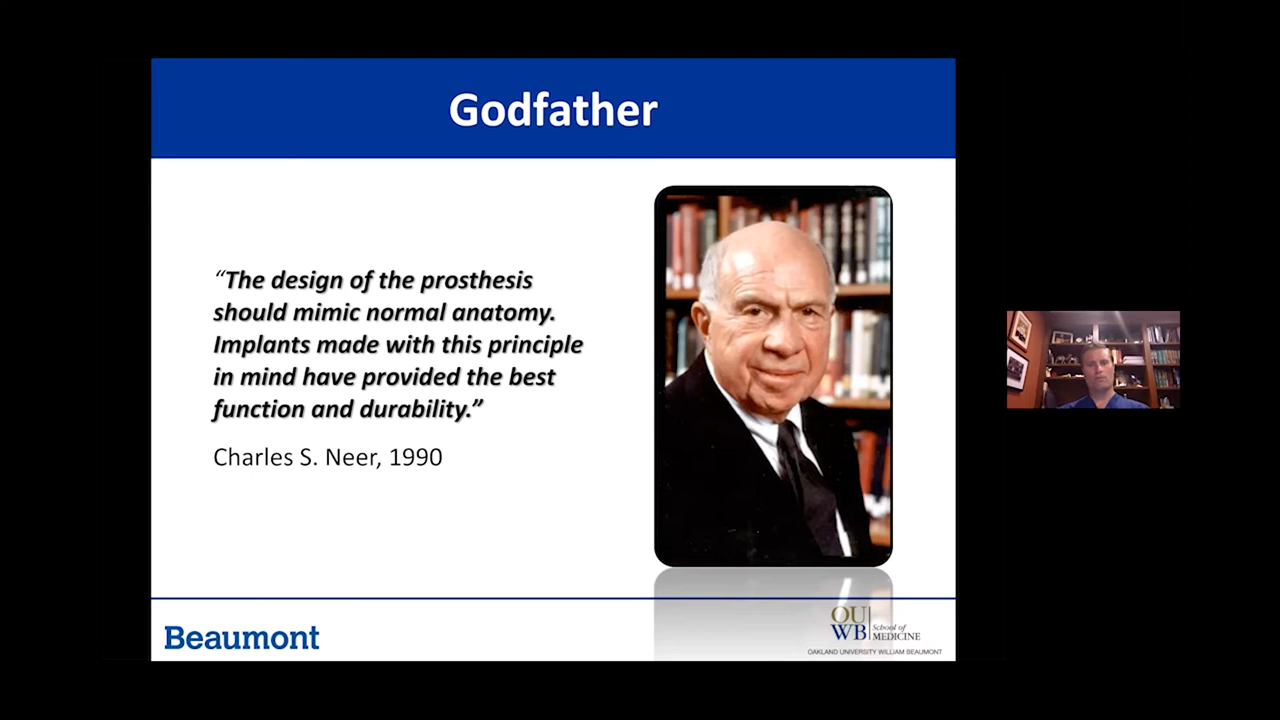 Godfather
“The design of the prosthesis
should mimic normal anatomy.
Implants made with this principle
in mind have provided the best
function and durability.”
Charles S. Neer, 1990
Beaumont
OU
WB
School of
MEDICINE
OAKLAND UNIVERSITY WILLIAM BEAUMONT